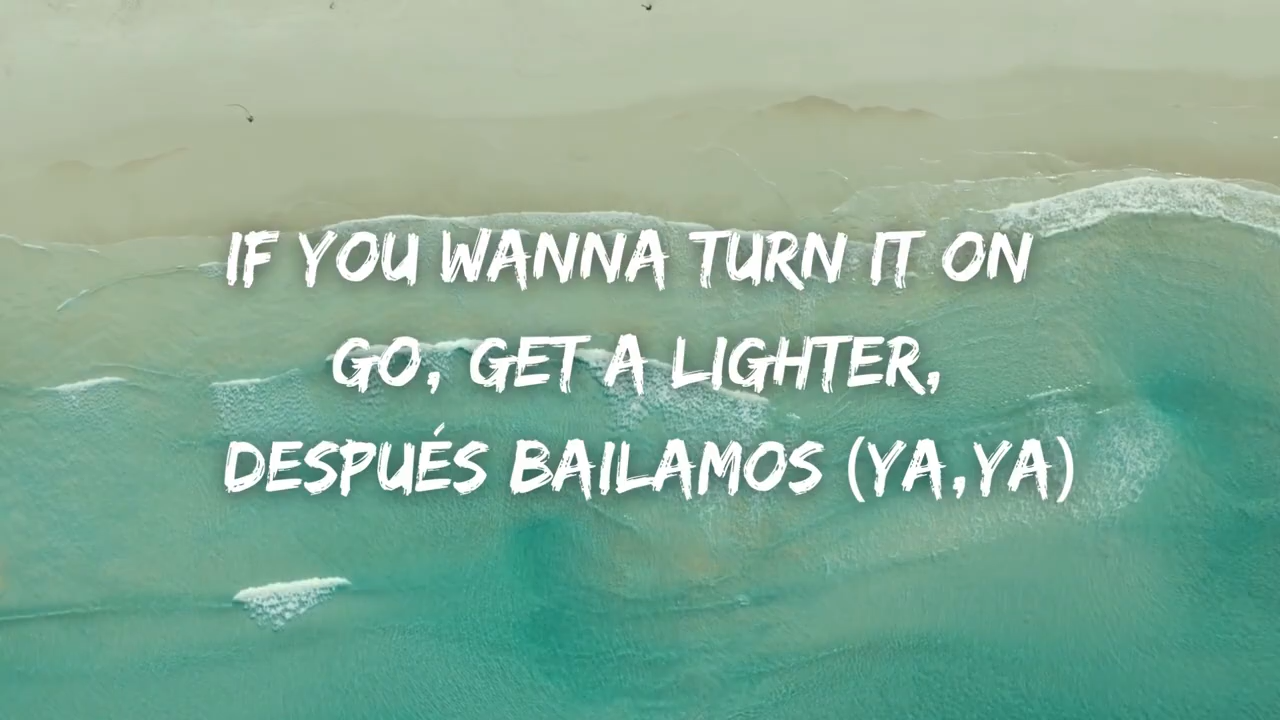 IF YOU WANNA TURN IT ON
GO, GET A LIGHTER,
DESPUÉS BAILAMOS (YA,YA)